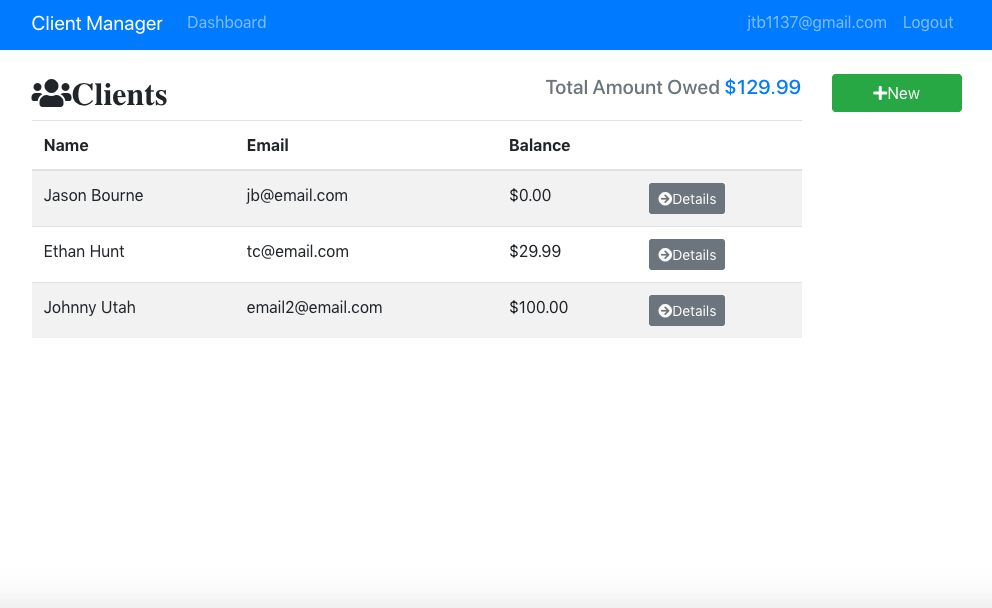 Client Manager Dashboard jtb1137@gmail.com Logout
Clients Total Amount Owed $129.99 New
Name Email Balance
Jason Bourne jb@email.com $0.00 Details
Ethan Hunt tc@email.com $29.99 Details
Johnny Utah email2@email.com $100.00 Details